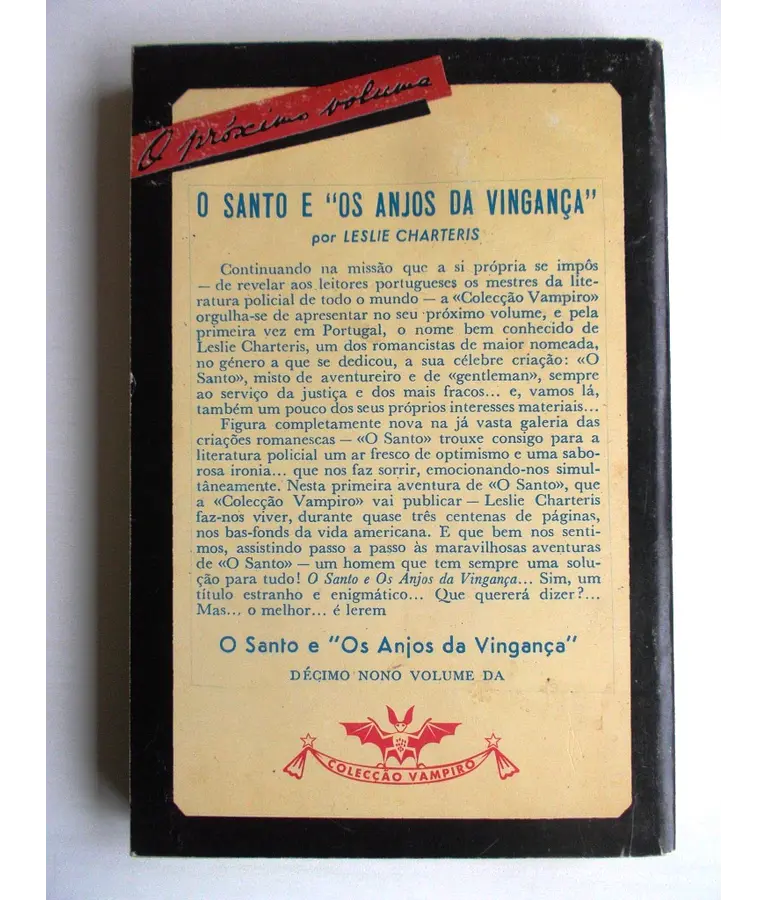 O próximo volume
O SANTO E "OS ANJOS DA VINGANÇA"
por LESLIE CHARTERIS
Continuando na missão que a si própria se impôs
— de revelar aos leitores portugueses os mestres da lite-
ratura policial de todo o mundo — a «Colecção Vampiro»
orgulha-se de apresentar no seu próximo volume, e pela
primeira vez em Portugal, o nome bem conhecido de
Leslie Charteris, um dos romancistas de maior nomeada,
no género a que se dedicou, a sua célebre criação: «O
Santo», misto de aventureiro e de «gentleman», sempre
ao serviço da justiça e dos mais fracos... e, vamos lá,
também um pouco dos seus próprios interesses materiais...
Figura completamente nova na já vasta galeria das
criações romanescas — «O Santo» trouxe consigo para a
literatura policial um ar fresco de optimismo e uma sabo-
rosa ironia... que nos faz sorrir, emocionando-nos simul-
tâneamente. Nesta primeira aventura de «O Santo», que
a «Colecção Vampiro» vai publicar — Leslie Charteris
faz-nos viver, durante quase três centenas de páginas,
nos bas-fonds da vida americana. E que bem nos senti-
mos, assistindo passo a passo às maravilhosas aventuras
de «O Santo» — um homem que tem sempre uma solu-
ção para tudo! O Santo e Os Anjos da Vingança... Sim, um
título estranho e enigmático... Que quererá dizer?...
Mas... o melhor... é lerem
O Santo e "Os Anjos da Vingança"
DÉCIMO NONO VOLUME DA
COLECÇÃO VAMPIRO